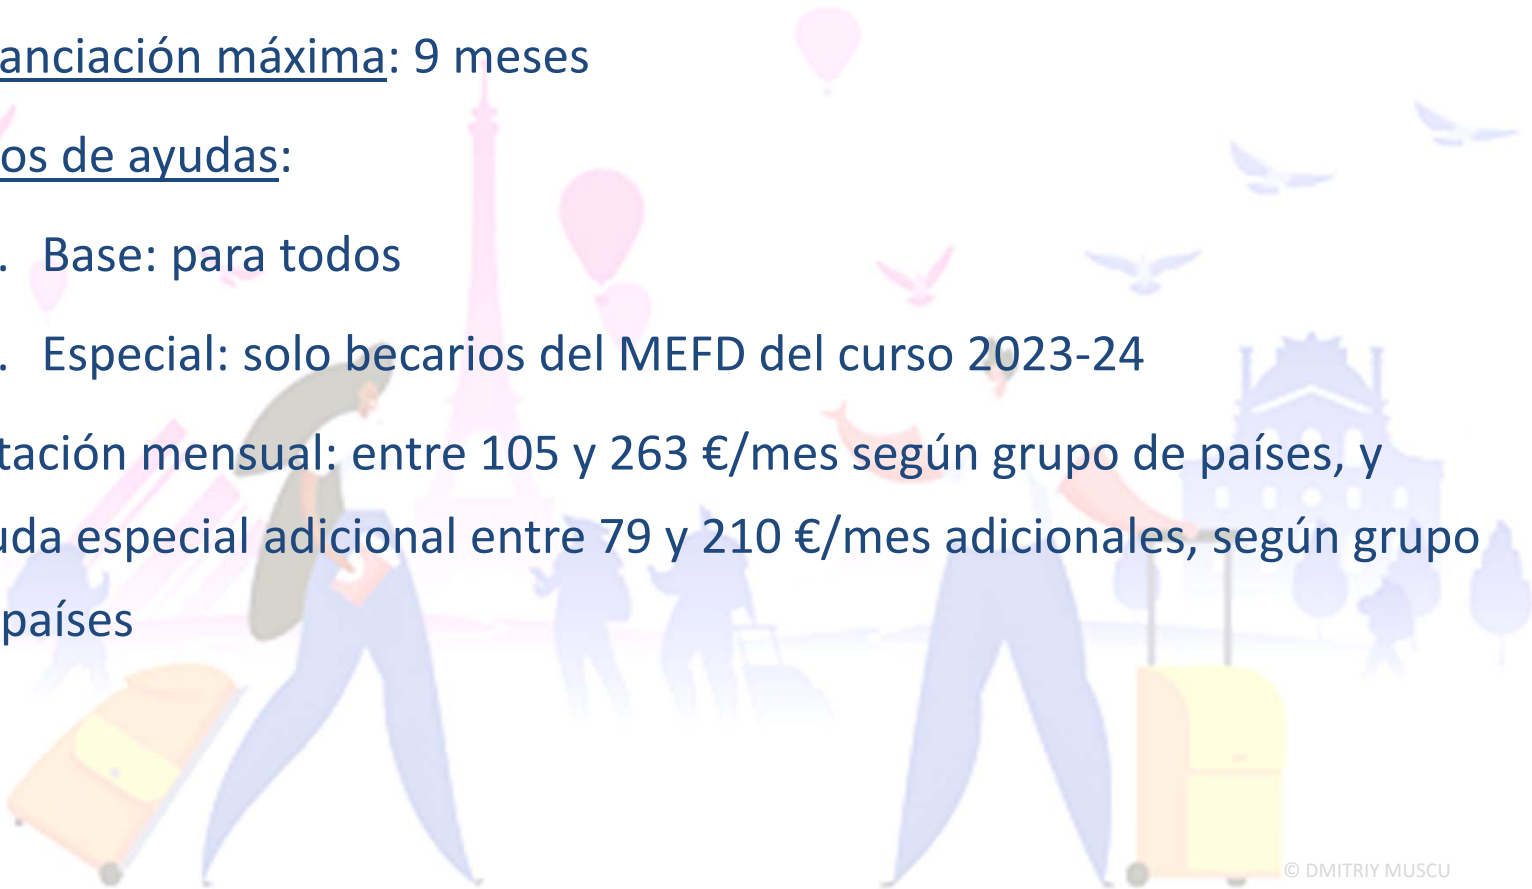 anciación máxima: 9 meses
os de ayudas:
. Base: para todos
. Especial: solo becarios del MEFD del curso 2023-24
tación mensual: entre 105 y 263 €/mes según grupo de países, y
uda especial adicional entre 79 y 210 €/mes adicionales, según grupo
países
© DMITRIY MUSCU